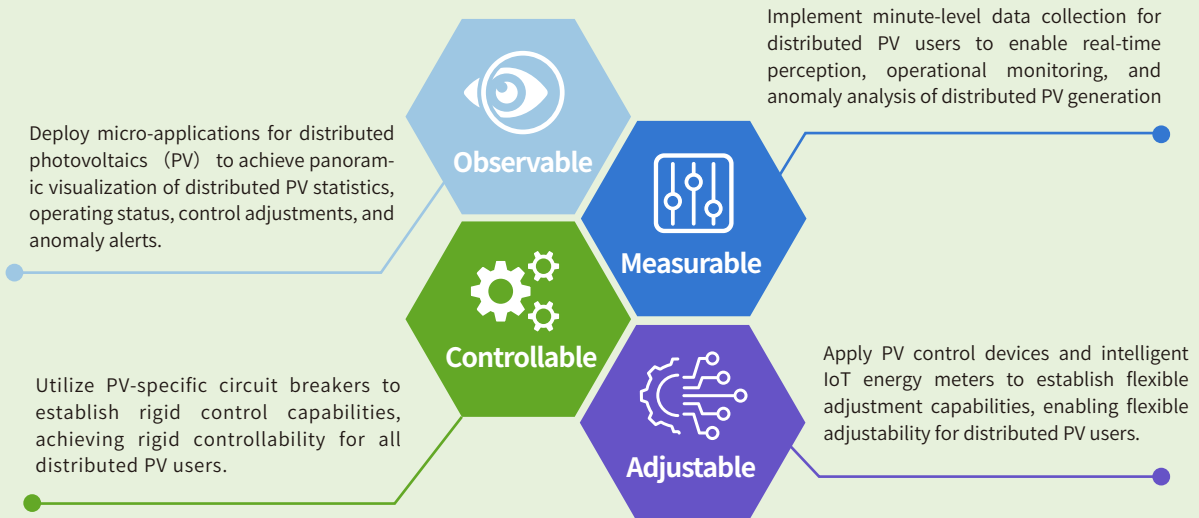 Observable
Deploy micro-applications for distributed
photovoltaics （PV） to achieve panoram-
ic visualization of distributed PV statistics,
operating status, control adjustments, and
anomaly alerts.
Measurable
Implement minute-level data collection for
distributed PV users to enable real-time
perception, operational monitoring, and
anomaly analysis of distributed PV generation
Controllable
Utilize PV-specific circuit breakers to
establish rigid control capabilities,
achieving rigid controllability for all
distributed PV users.
Adjustable
Apply PV control devices and intelligent
IoT energy meters to establish flexible
adjustment capabilities, enabling flexible
adjustability for distributed PV users.